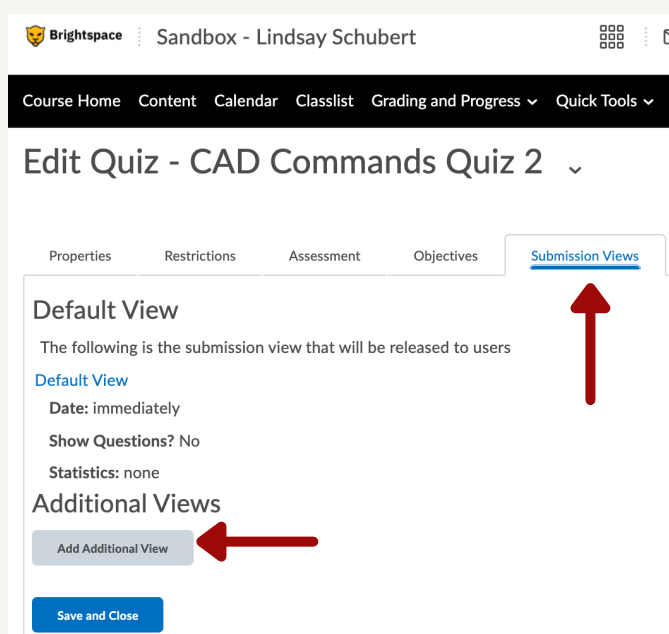 Brightspace Sandbox - Lindsay Schubert
Course Home Content Calendar Classlist Grading and Progress Quick Tools
Edit Quiz - CAD Commands Quiz 2
Properties Restrictions Assessment Objectives Submission Views
Default View
The following is the submission view that will be released to users
Default View
Date: immediately
Show Questions? No
Statistics: none
Additional Views
Add Additional View
Save and Close